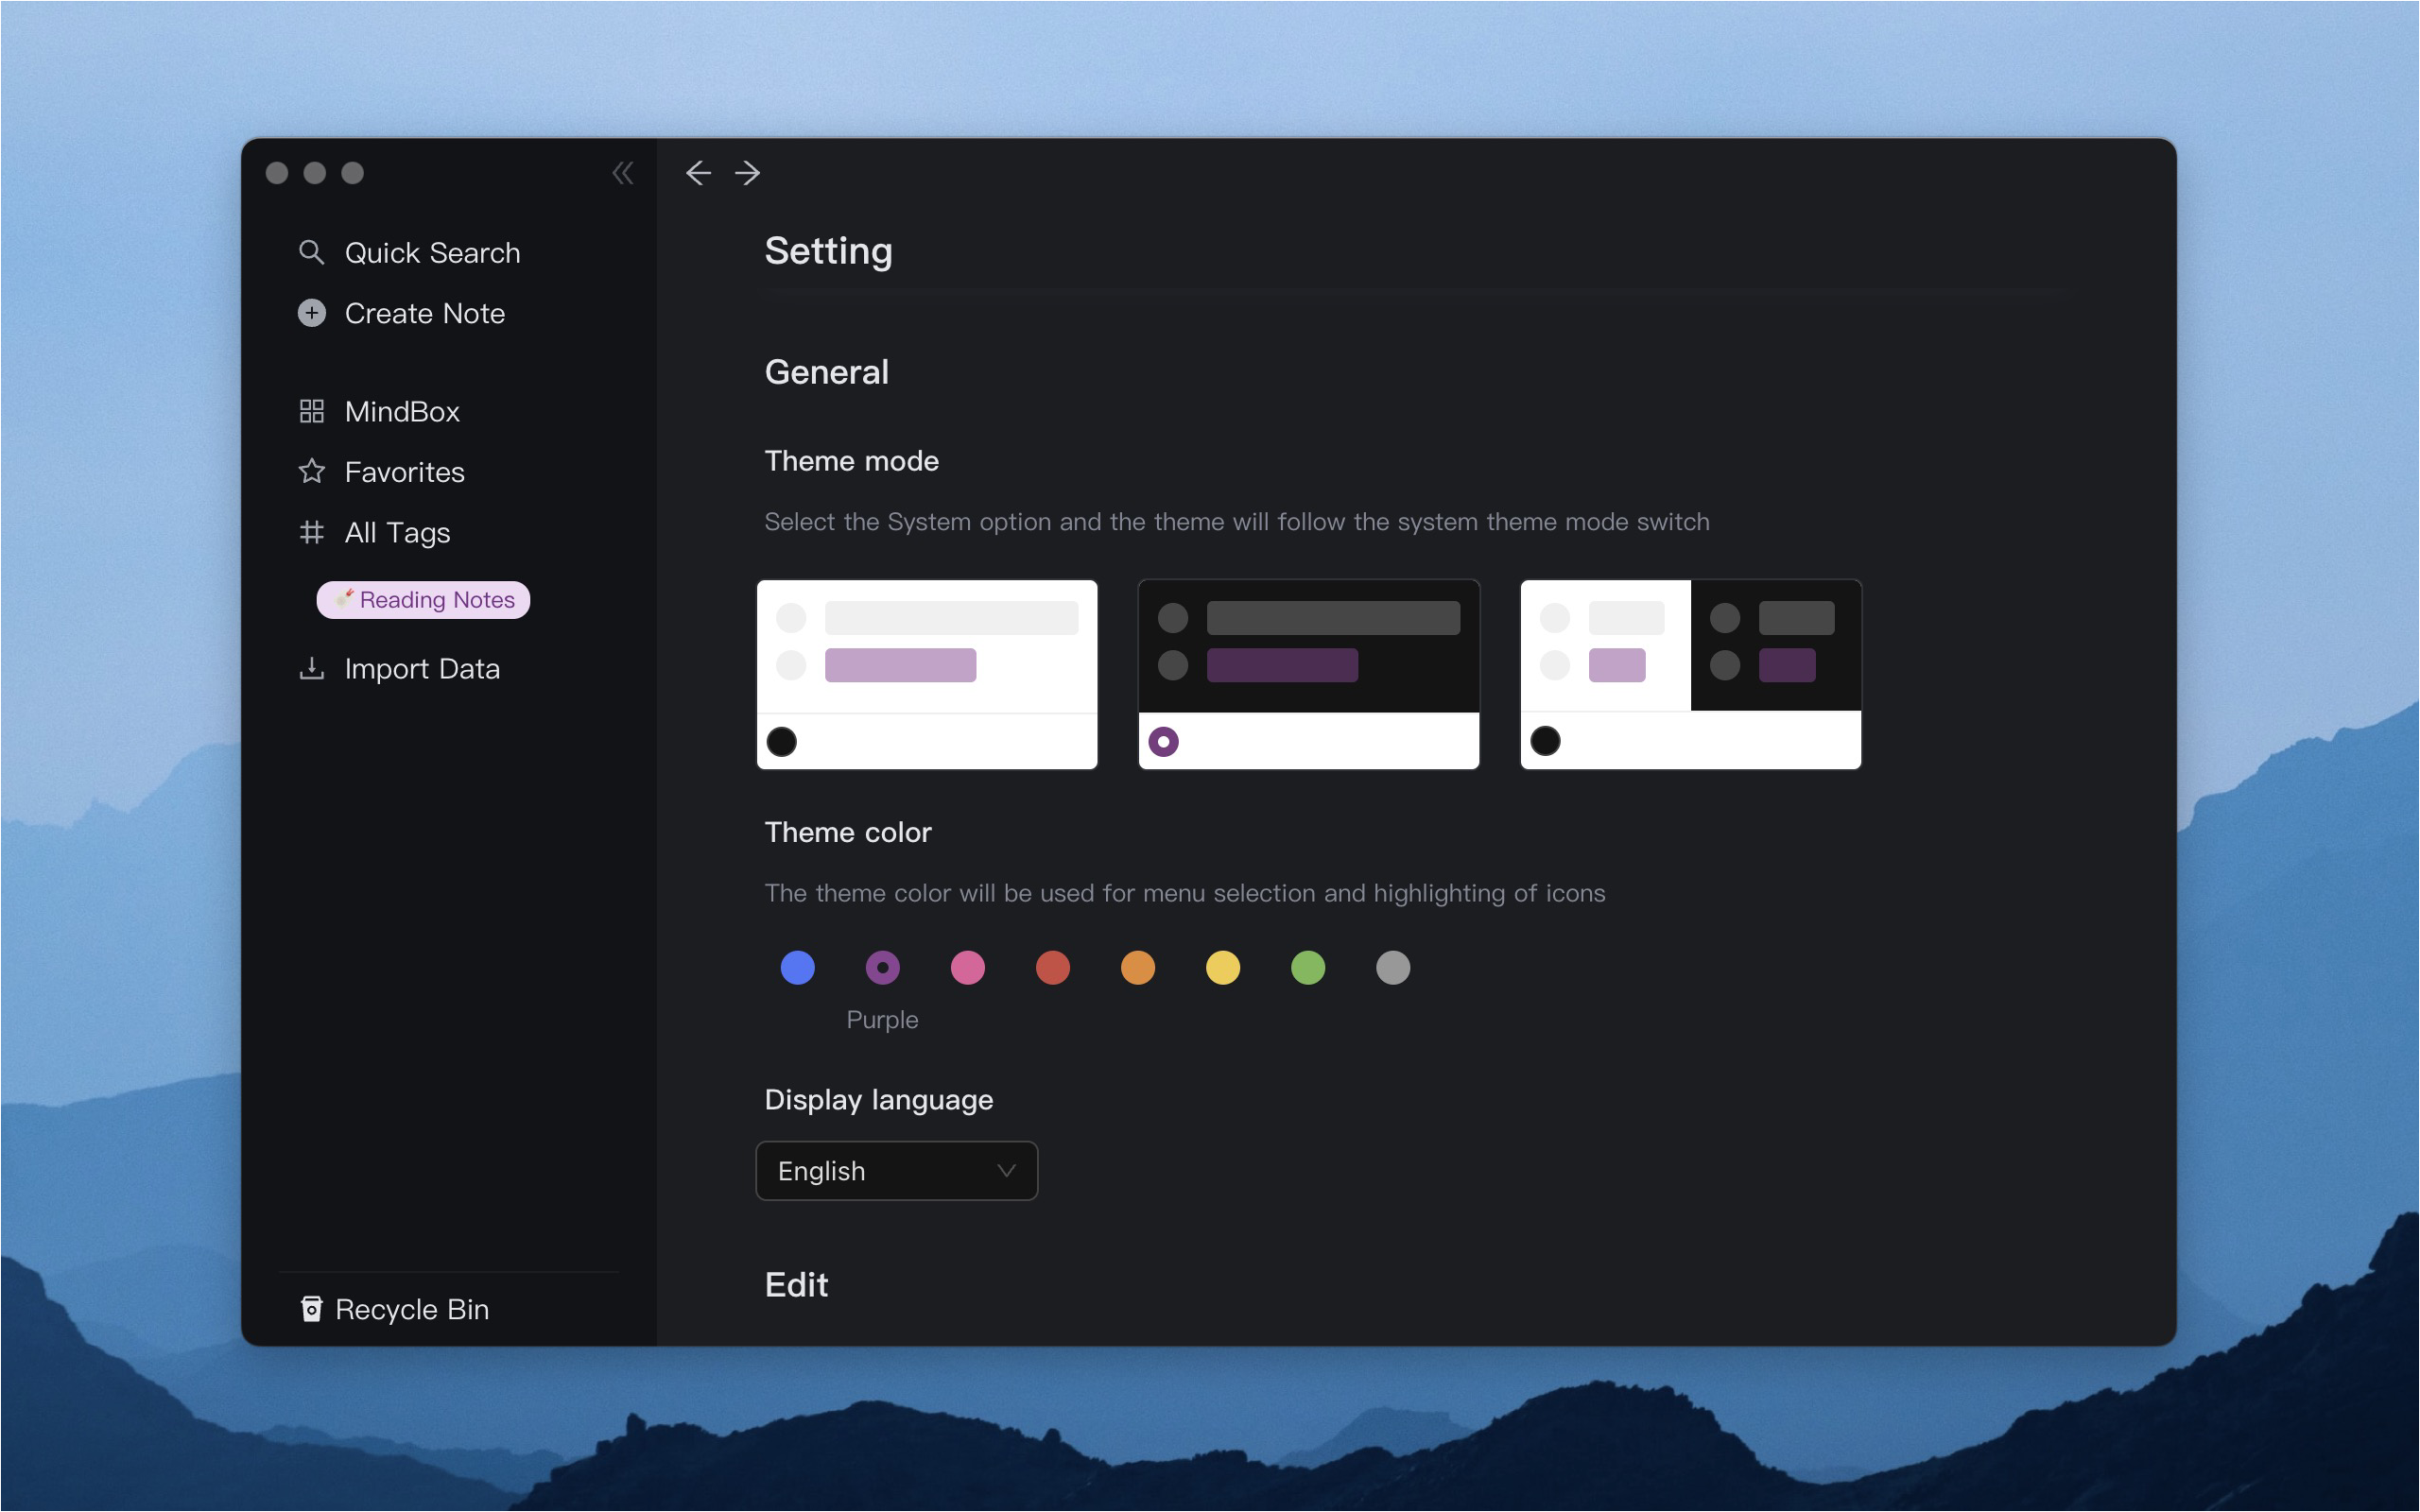 Quick Search
Create Note
MindBox
Favorites
All Tags
Reading Notes
Import Data
Recycle Bin
Setting
General
Theme mode
Select the System option and the theme will follow the system theme mode switch
Theme color
The theme color will be used for menu selection and highlighting of icons
Purple
Display language
English
Edit